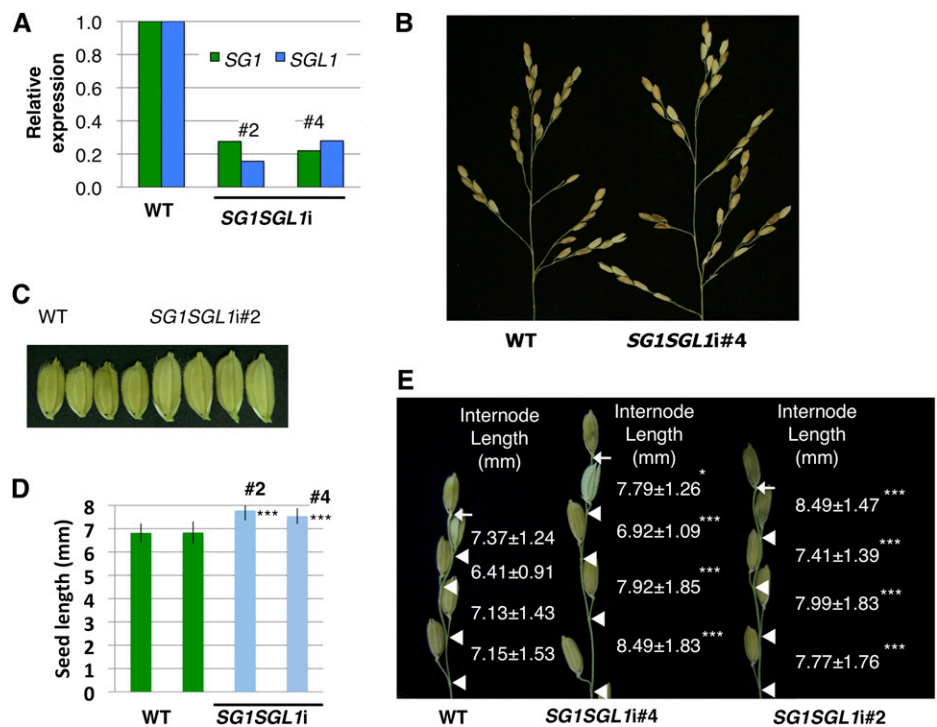 A
Relative expression
1.0
0.8
0.6
0.4
0.2
0.0
SG1 SGL1
#2 #4
WT
SG1SGL1i
B
WT SG1SGL1i#4
C
WT SG1SGL1i#2
D
Seed length (mm)
8
7
6
5
4
3
2
1
0
#2
***
#4
***
WT SG1SGL1i
E
Internode
Length
(mm)
7.37±1.24
6.41±0.91
7.13±1.43
7.15±1.53
WT
Internode
Length
(mm)
7.79±1.26*
6.92±1.09***
7.92±1.85***
8.49±1.83***
SG1SGL1i#4
Internode
Length
(mm)
8.49±1.47***
7.41±1.39***
7.99±1.83***
7.77±1.76***
SG1SGL1i#2